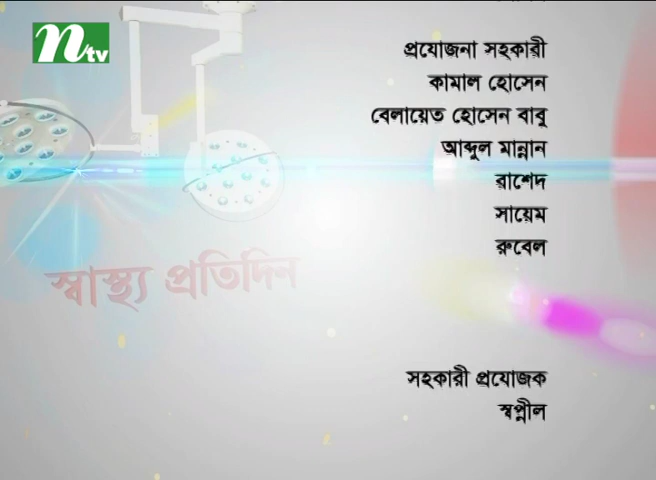 ntv
প্রযোজনা সহকারী
কামাল হোসেন
বেলায়েত হোসেন বাবু
আব্দুল মান্নান
রাশেদ
সায়েম
রুবেল
স্বাস্থ্য প্রতিদিন
সহকারী প্রযোজক
স্বপ্নীল